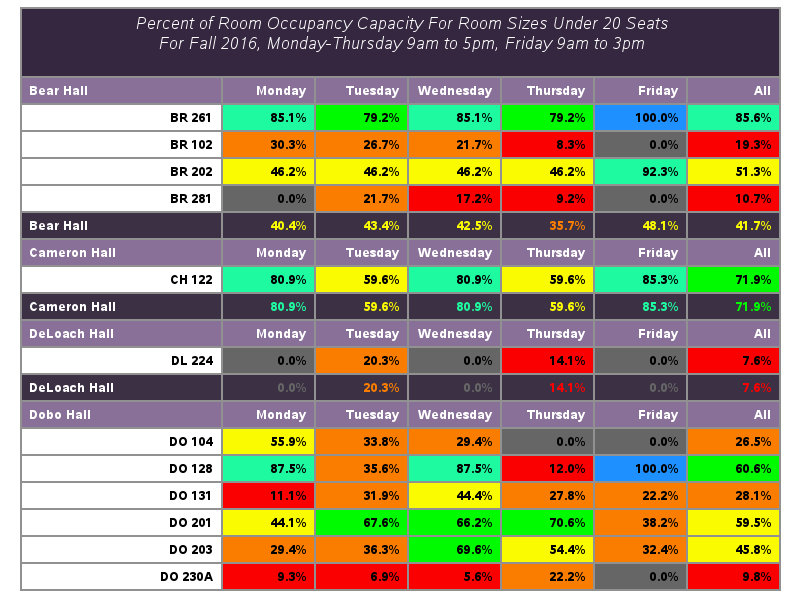 Percent of Room Occupancy Capacity For Room Sizes Under 20 Seats
For Fall 2016, Monday-Thursday 9am to 5pm, Friday 9am to 3pm
Bear Hall Monday Tuesday Wednesday Thursday Friday All
BR 261 85.1% 79.2% 85.1% 79.2% 100.0% 85.6%
BR 102 30.3% 26.7% 21.7% 8.3% 0.0% 19.3%
BR 202 46.2% 46.2% 46.2% 46.2% 92.3% 51.3%
BR 281 0.0% 21.7% 17.2% 9.2% 0.0% 10.7%
Bear Hall 40.4% 43.4% 42.5% 35.7% 48.1% 41.7%
Cameron Hall Monday Tuesday Wednesday Thursday Friday All
CH 122 80.9% 59.6% 80.9% 59.6% 85.3% 71.9%
Cameron Hall 80.9% 59.6% 80.9% 59.6% 85.3% 71.9%
DeLoach Hall Monday Tuesday Wednesday Thursday Friday All
DL 224 0.0% 20.3% 0.0% 14.1% 0.0% 7.6%
DeLoach Hall 0.0% 20.3% 0.0% 14.1% 0.0% 7.6%
Dobo Hall Monday Tuesday Wednesday Thursday Friday All
DO 104 55.9% 33.8% 29.4% 0.0% 0.0% 26.5%
DO 128 87.5% 35.6% 87.5% 12.0% 100.0% 60.6%
DO 131 11.1% 31.9% 44.4% 27.8% 22.2% 28.1%
DO 201 44.1% 67.6% 66.2% 70.6% 38.2% 59.5%
DO 203 29.4% 36.3% 69.6% 54.4% 32.4% 45.8%
DO 230A 9.3% 6.9% 5.6% 22.2% 0.0% 9.8%